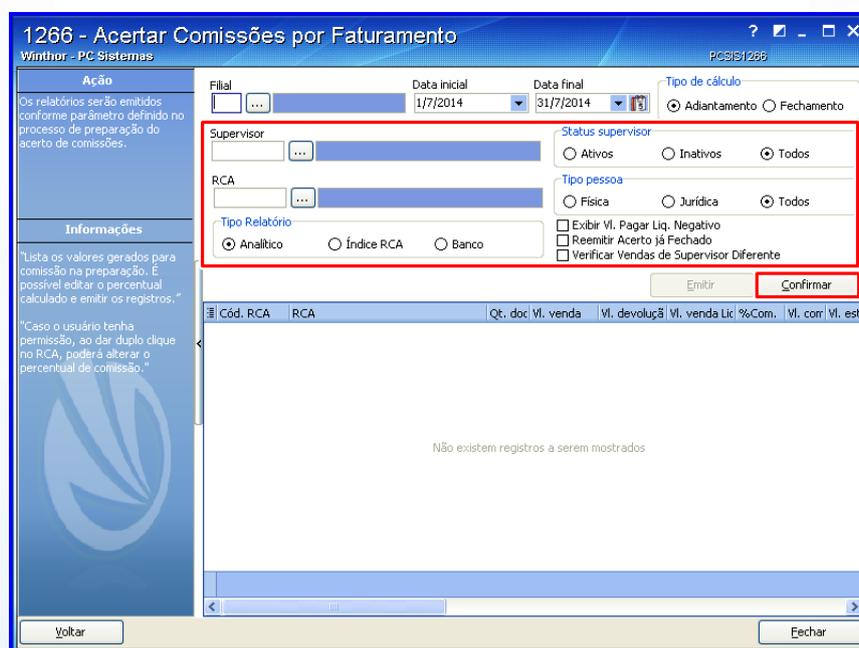 1266 - Acertar Comissões por Faturamento
Winthor - PC Sistemas
PCSIS1266
Ação
Os relatórios serão emitidos
conforme parâmetro definido no
processo de preparação do
acerto de comissões.
Informações
"Lista os valores gerados para
comissão na preparação. É
possível editar o percentual
calculado e emitir os registros."
"Caso o usuário tenha
permissão, ao dar duplo clique
no RCA, poderá alterar o
percentual de comissão."
Filial
...
Data inicial
1/7/2014
Data final
31/7/2014
Tipo de cálculo
Adiantamento
Fechamento
Supervisor
...
Status supervisor
Ativos
Inativos
Todos
RCA
...
Tipo pessoa
Física
Jurídica
Todos
Tipo Relatório
Analítico
Índice RCA
Banco
Exibir Vl. Pagar Liq. Negativo
Reemitir Acerto já Fechado
Verificar Vendas de Supervisor Diferente
Emitir
Confirmar
Cód. RCA RCA Qt. doc Vl. venda Vl. devoluçã Vl. venda Lic %Com. Vl. com Vl. est
Não existem registros a serem mostrados
Voltar
Fechar